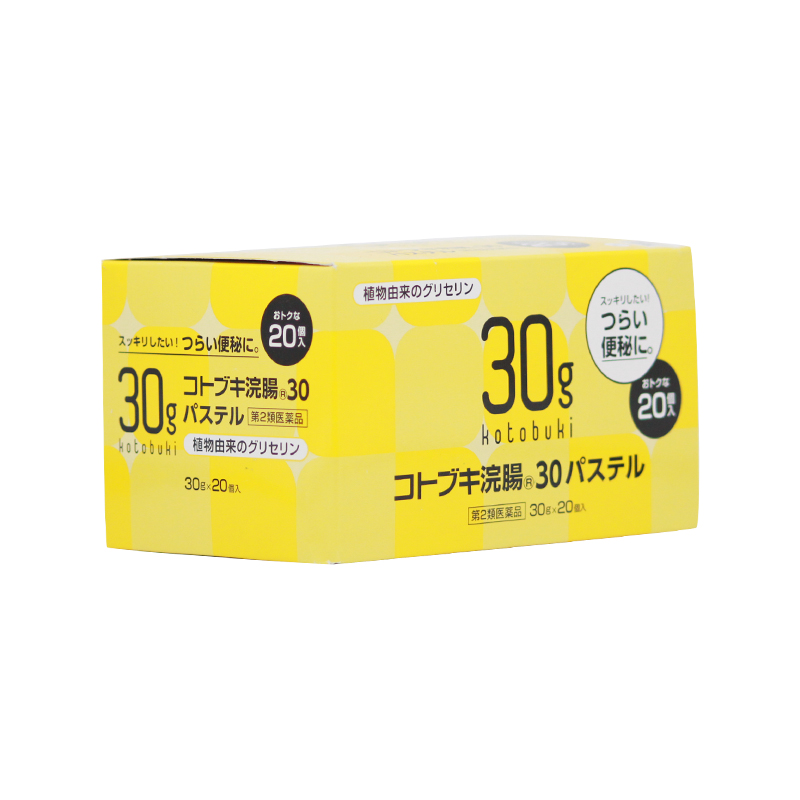 おトクな
20個入
スッキリしたい！つらい便秘に。
30g
kotobuki
コトブキ浣腸®30
パステル 第2類医薬品
植物由来のグリセリン
30g×20個入
植物由来のグリセリン
スッキリしたい！
つらい
便秘に。
おトクな
20個入
30g
kotobuki
コトブキ浣腸®30パステル
第2類医薬品 30g×20個入